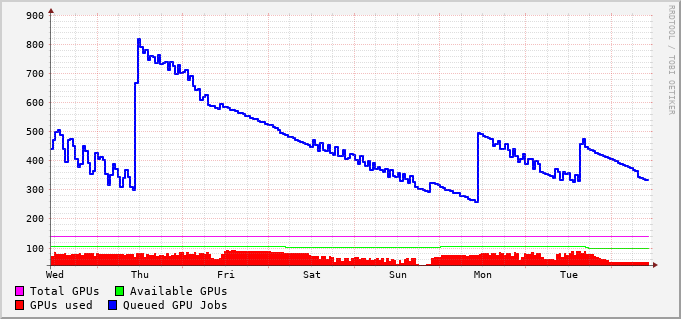 900
800
700
600
500
400
300
200
100
Wed Thu Fri Sat Sun Mon Tue
Total GPUs Available GPUs
GPUs used Queued GPU Jobs
RRDTOOL / TOBI OETIKER